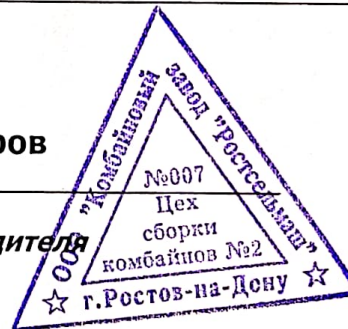 ров
дителя
ООО "Комбайновый
завод "Ростсельмаш"
№007
Цех
сборки
комбайнов №2
г.Ростов-на-Дону